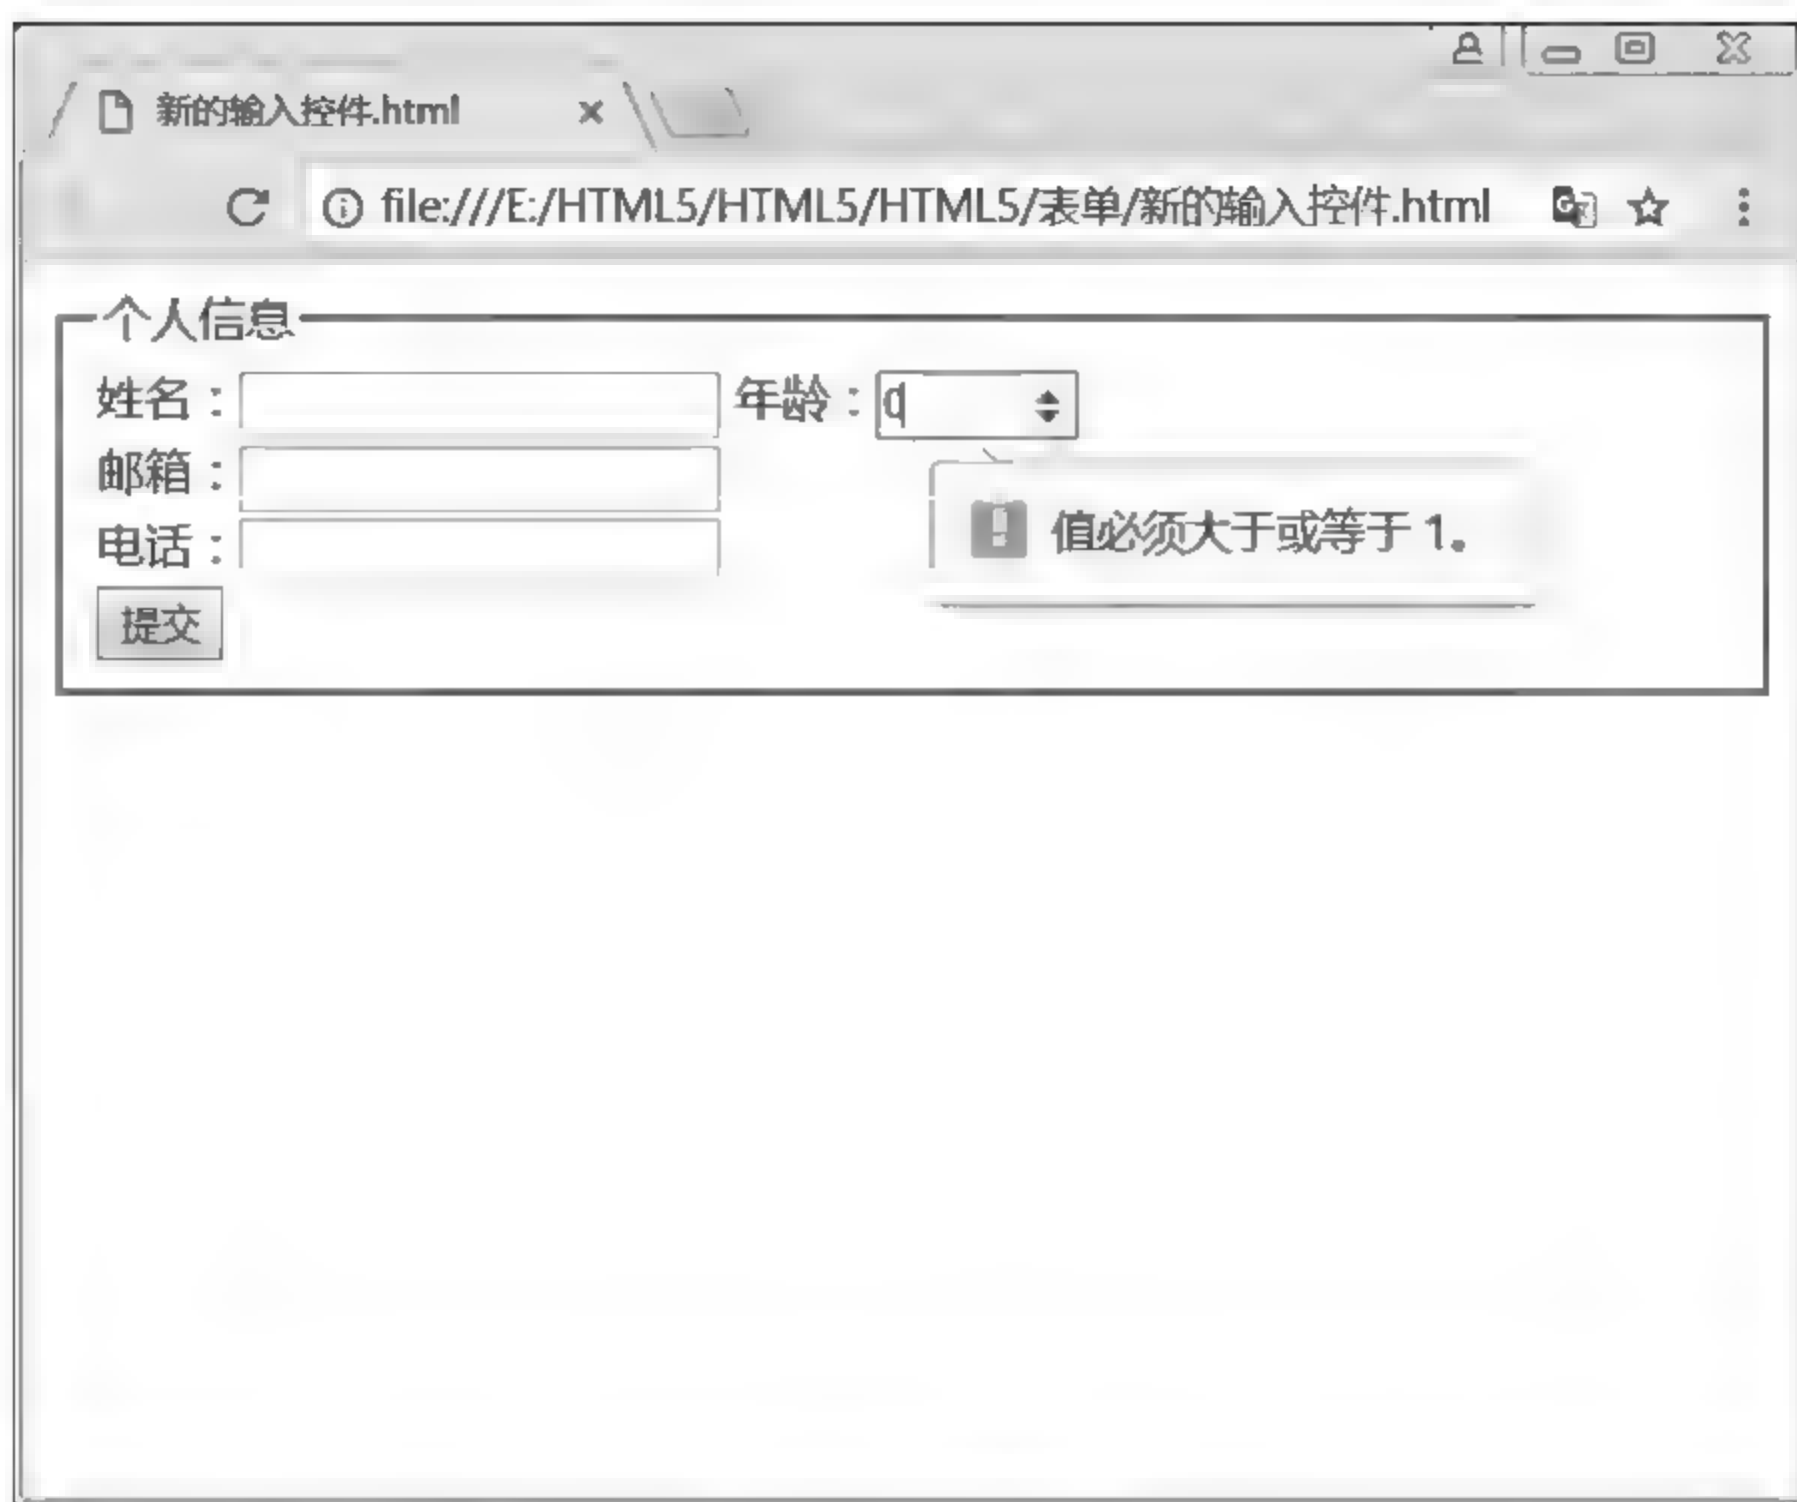 新的输入控件.html
file:///E:/HTML5/HTML5/HTML5/表单/新的输入控件.html
个人信息
姓名： 年龄：0
邮箱：
值必须大于或等于 1。
电话：
提交